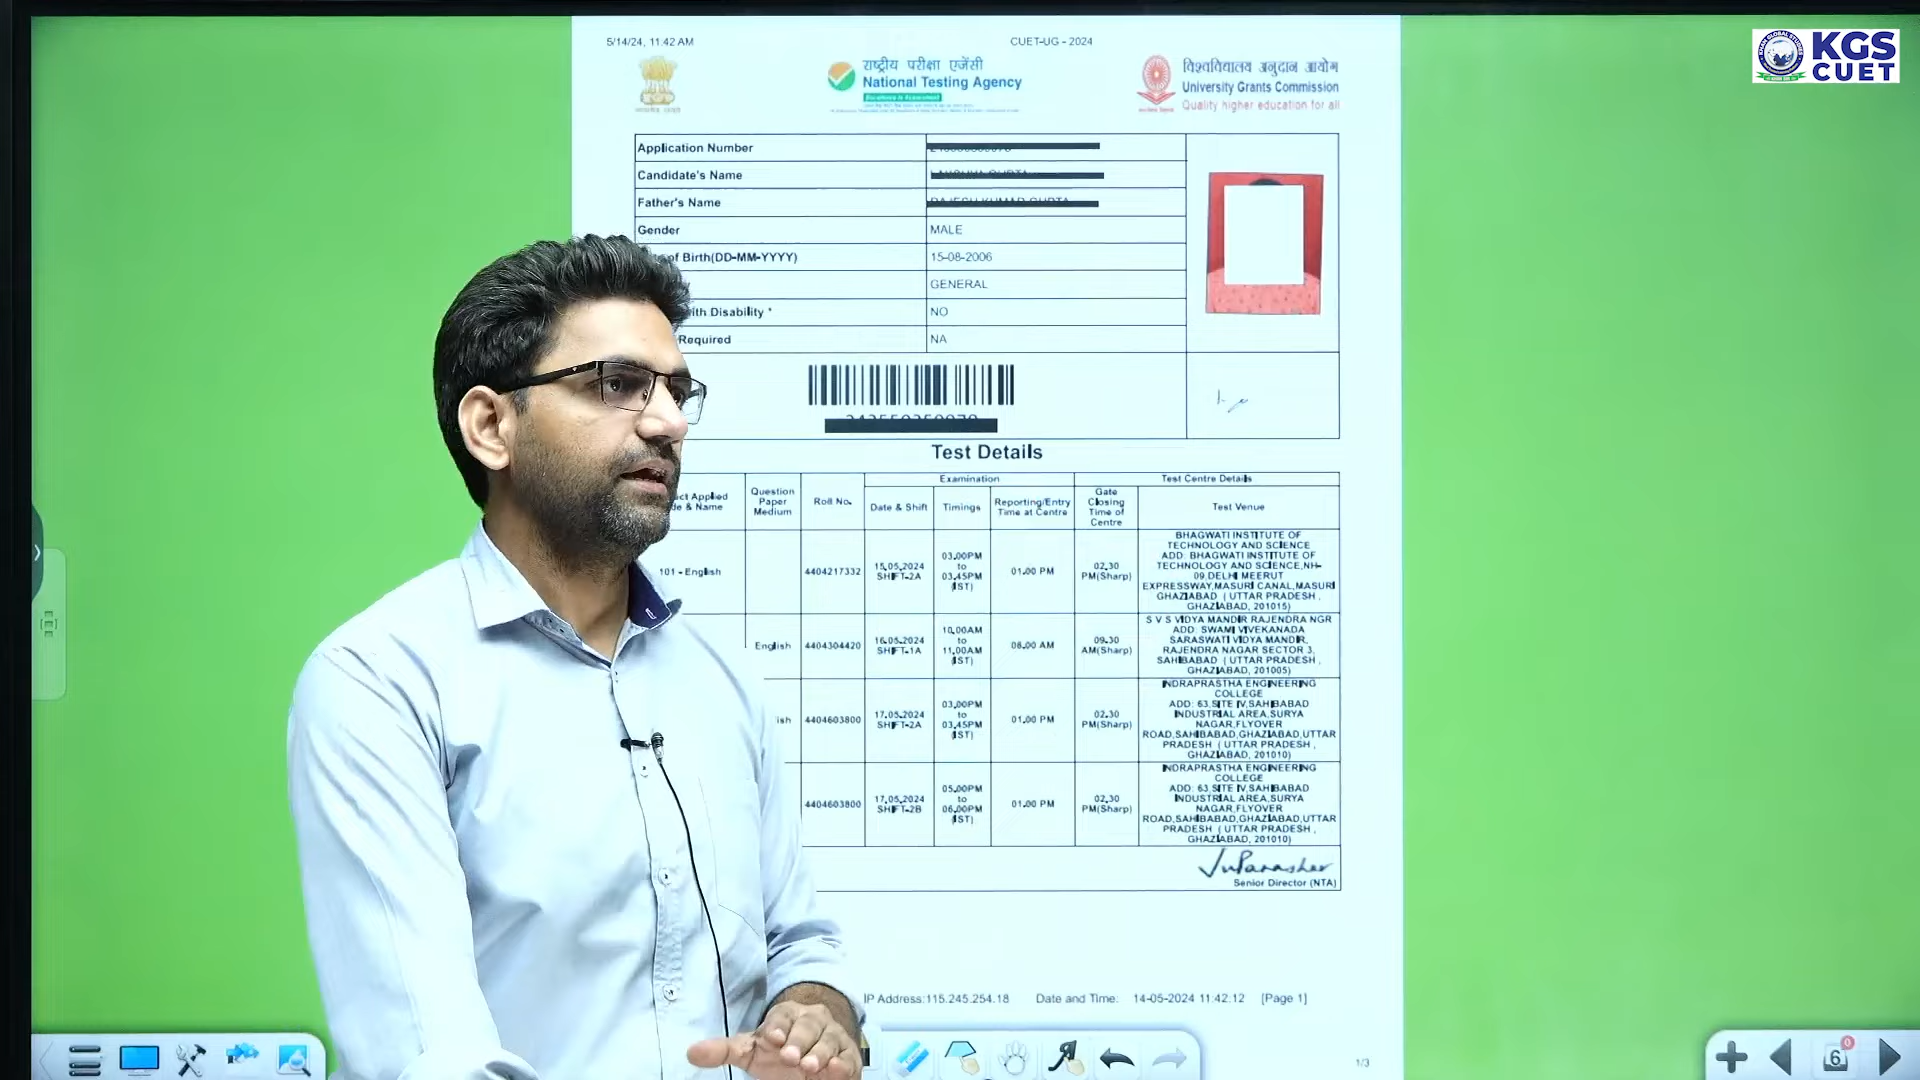 5/14/24, 11.42 AM
CUET-UG - 2024
KGS
CUET
राष्ट्रीय परीक्षा एजेंसी
National Testing Agency
Excellence in Assessment
विश्वविद्यालय अनुदान आयोग
University Grants Commission
Quality higher education for all
Application Number
Candidate's Name
Father's Name
Gender
MALE
of Birth(DD-MM-YYYY)
15-08-2006
GENERAL
ith Disability *
NO
Required
NA
Test Details
ct Applied
de & Name
Question
Paper
Medium
Roll No.
Examination
Date & Shift
Timings
Reporting/Entry
Time at Centre
Test Centre Details
Gate
Closing
Time of
Centre
Test Venue
101 - English
4404217332
15.05.2024
SHIFT-2A
03.00PM
to
03.45PM
(IST)
01.00 PM
02.30
PM(Sharp)
BHAGWATI INSTITUTE OF
TECHNOLOGY AND SCIENCE
ADD: BHAGWATI INSTITUTE OF
TECHNOLOGY AND SCIENCE,NH-
09,DELHI MEERUT
EXPRESSWAY,MASURI CANAL,MASURI
GHAZIABAD ( UTTAR PRADESH ,
GHAZIABAD, 201015)
English
4404304420
16.05.2024
SHIFT-1A
10.00AM
to
11.00AM
(IST)
08.00 AM
09.30
AM(Sharp)
S V S VIDYA MANDIR RAJENDRA NGR
ADD: SWAMI VIVEKANADA
SARASWATI VIDYA MANDIR,
RAJENDRA NAGAR SECTOR 3,
SAHIBABAD ( UTTAR PRADESH ,
GHAZIABAD, 201005)
ish
4404603800
17.05.2024
SHIFT-2A
03.00PM
to
03.45PM
(IST)
01.00 PM
02.30
PM(Sharp)
INDRAPRASTHA ENGINEERING
COLLEGE
ADD: 63,SITE IV,SAHIBABAD
INDUSTRIAL AREA,SURYA
NAGAR,FLYOVER
ROAD,SAHIBABAD,GHAZIABAD,UTTAR
PRADESH ( UTTAR PRADESH ,
GHAZIABAD, 201010)
4404603800
17.05.2024
SHIFT-2B
05.00PM
to
06.00PM
(IST)
01.00 PM
02.30
PM(Sharp)
INDRAPRASTHA ENGINEERING
COLLEGE
ADD: 63,SITE IV,SAHIBABAD
INDUSTRIAL AREA,SURYA
NAGAR,FLYOVER
ROAD,SAHIBABAD,GHAZIABAD,UTTAR
PRADESH ( UTTAR PRADESH ,
GHAZIABAD, 201010)
Senior Director (NTA)
IP Address:115.245.254.18 Date and Time: 14-05-2024 11:42:12 [Page 1]
1/3
6
0